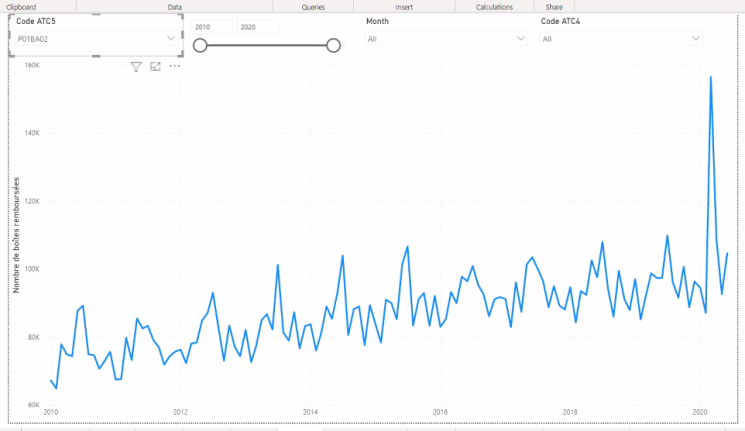 Clipboard Data Queries Insert Calculations Share
Code ATC5
P01BA02
2010 2020
Month
All
Code ATC4
All
Nombre de boîtes remboursées
160K
140K
120K
100K
80K
60K
2010 2012 2014 2016 2018 2020